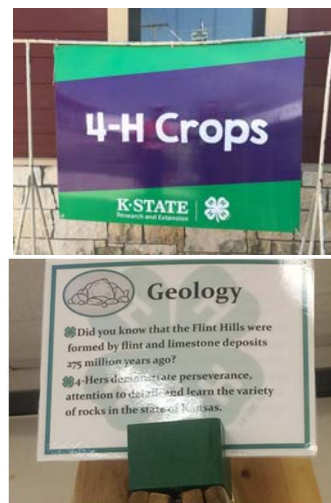 4-H Crops
K-STATE
Research and Extension
Geology
Did you know that the Flint Hills were
formed by flint and limestone deposits
275 million years ago?
4-Hers demonstrate perseverance,
attention to detail and learn the variety
of rocks in the state of Kansas.